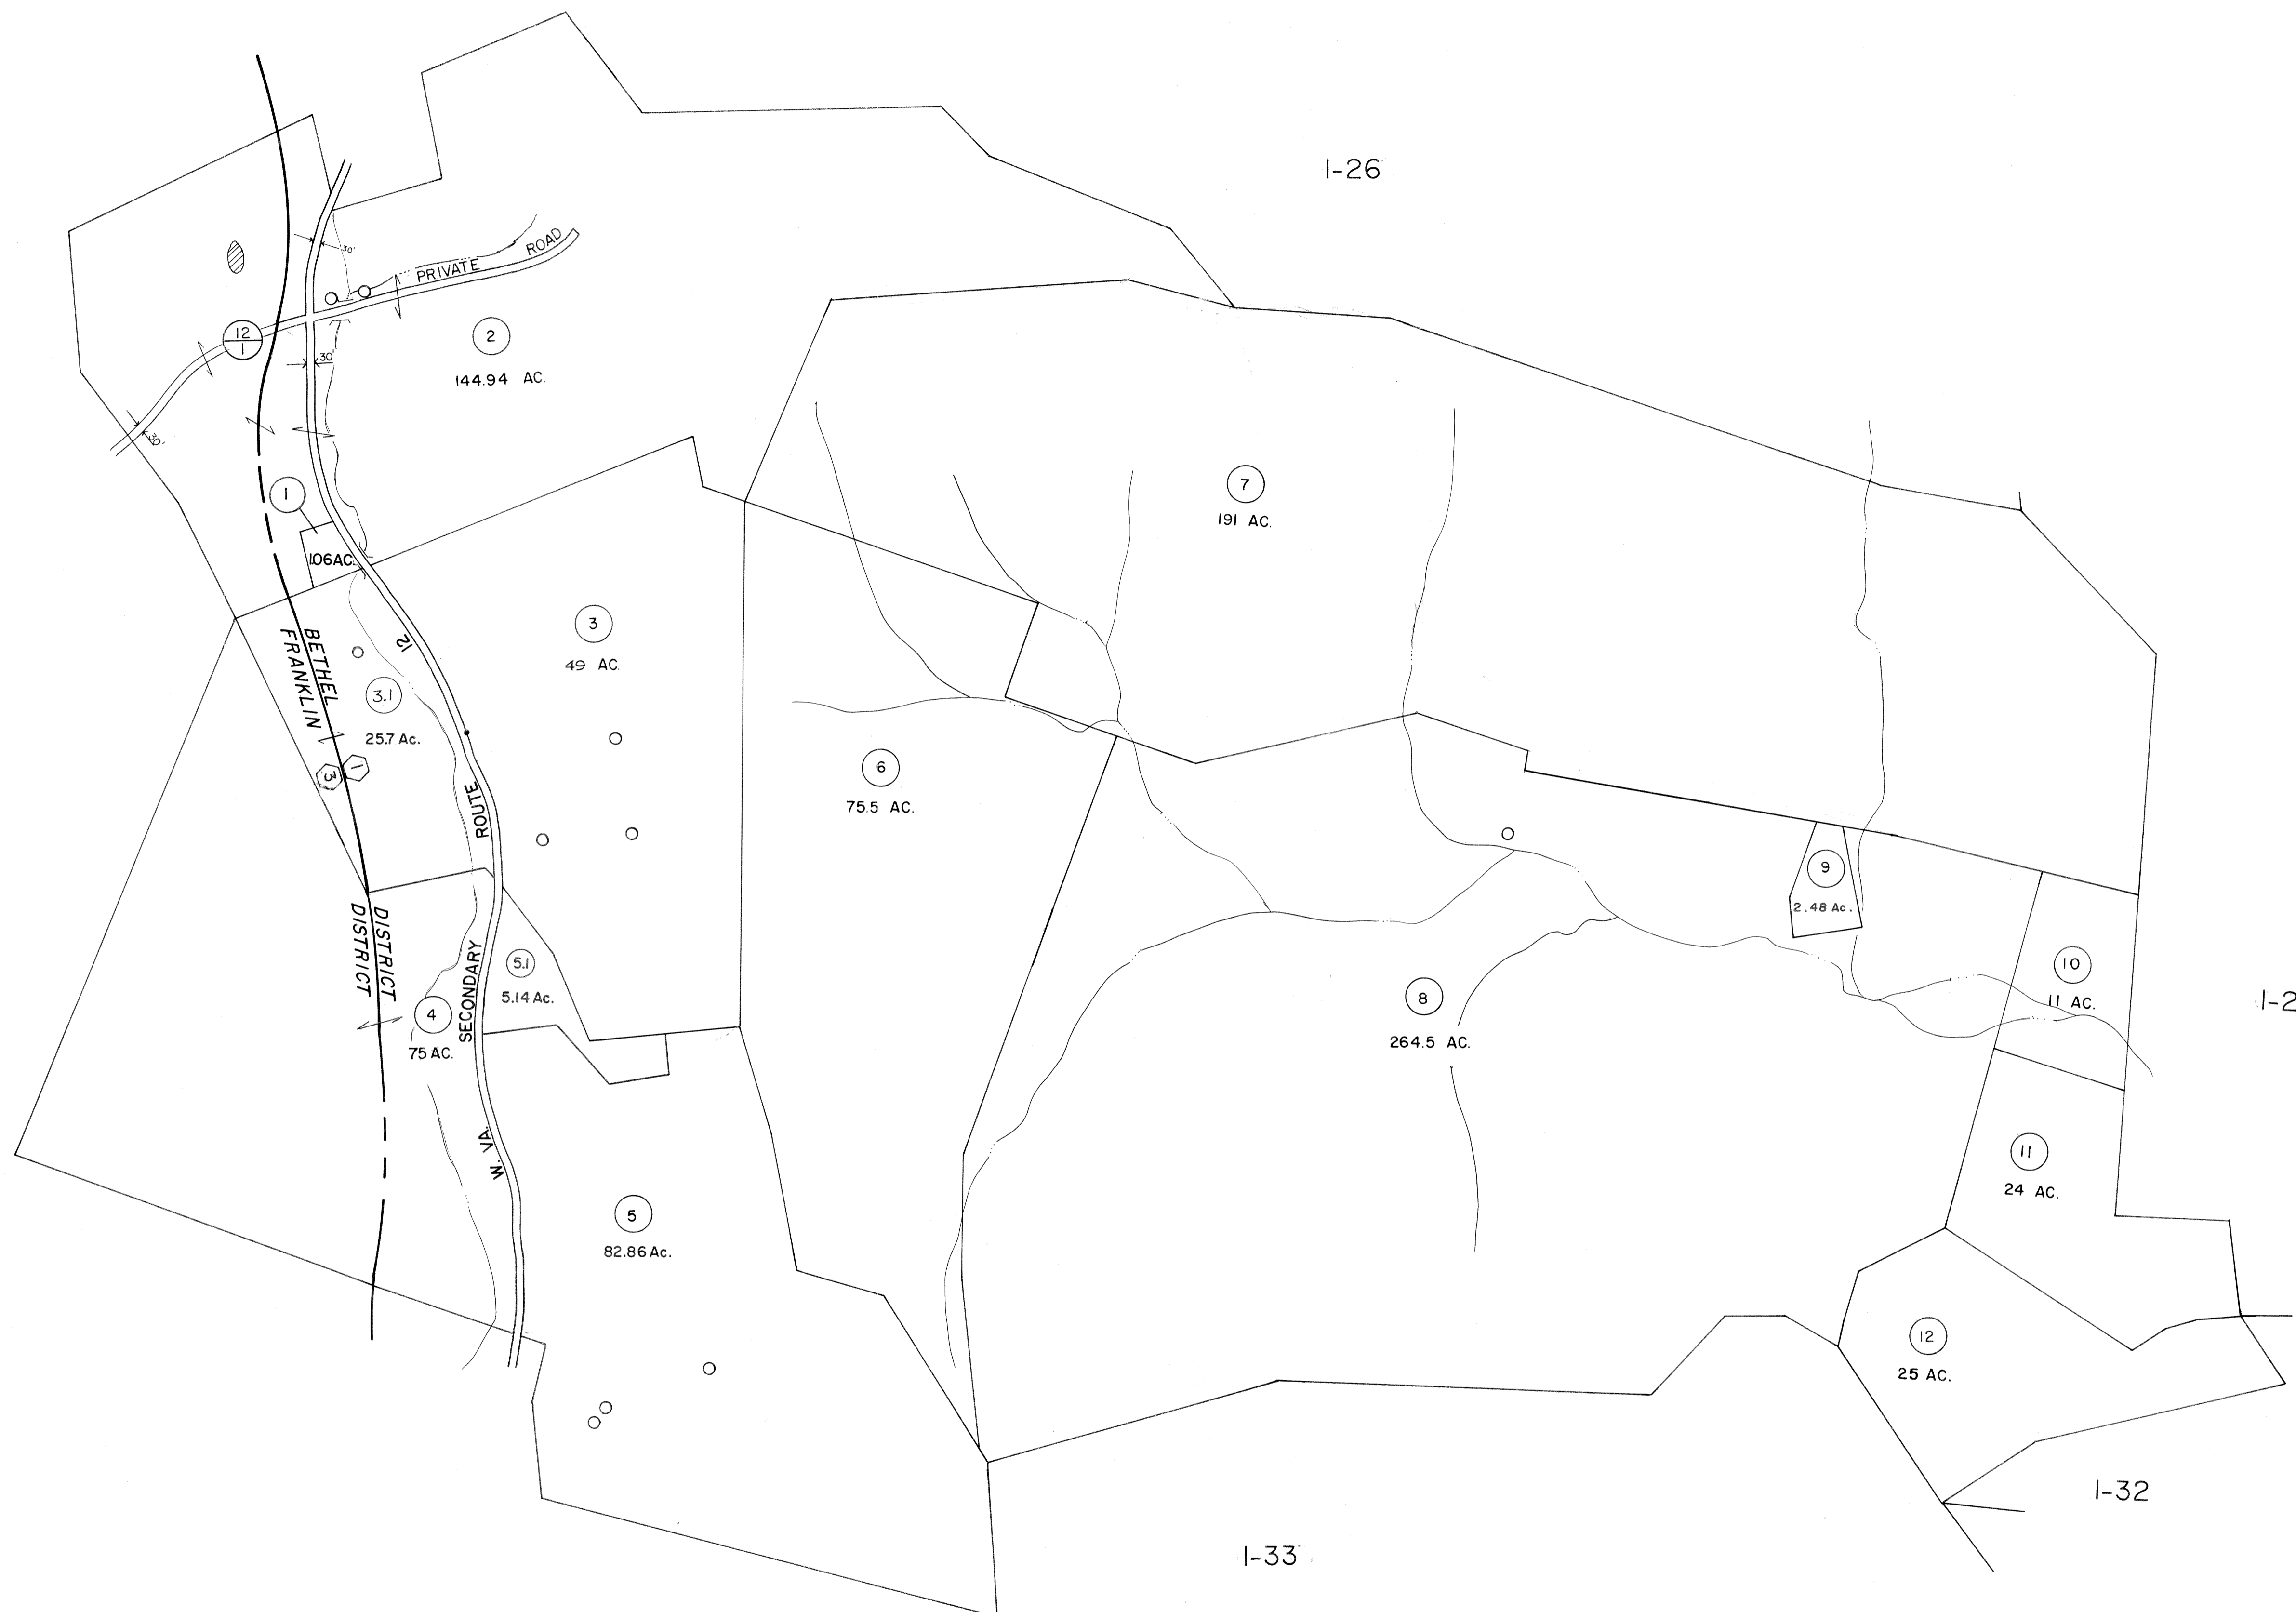 1-26
30'
PRIVATE ROAD
12
1
2
30'
144.94 AC.
30'
1
7
191 AC.
1.06 AC.
BETHEL
FRANKLIN
12
3
49 AC.
3.1
25.7 Ac.
3
1
6
75.5 AC.
ROUTE
9
2.48 Ac.
DISTRICT
DISTRICT
SECONDARY
5.1
5.14 Ac.
4
75 AC.
8
264.5 AC.
10
11 AC.
1-2
W. VA.
11
24 AC.
5
82.86 Ac.
12
25 AC.
1-32
1-33